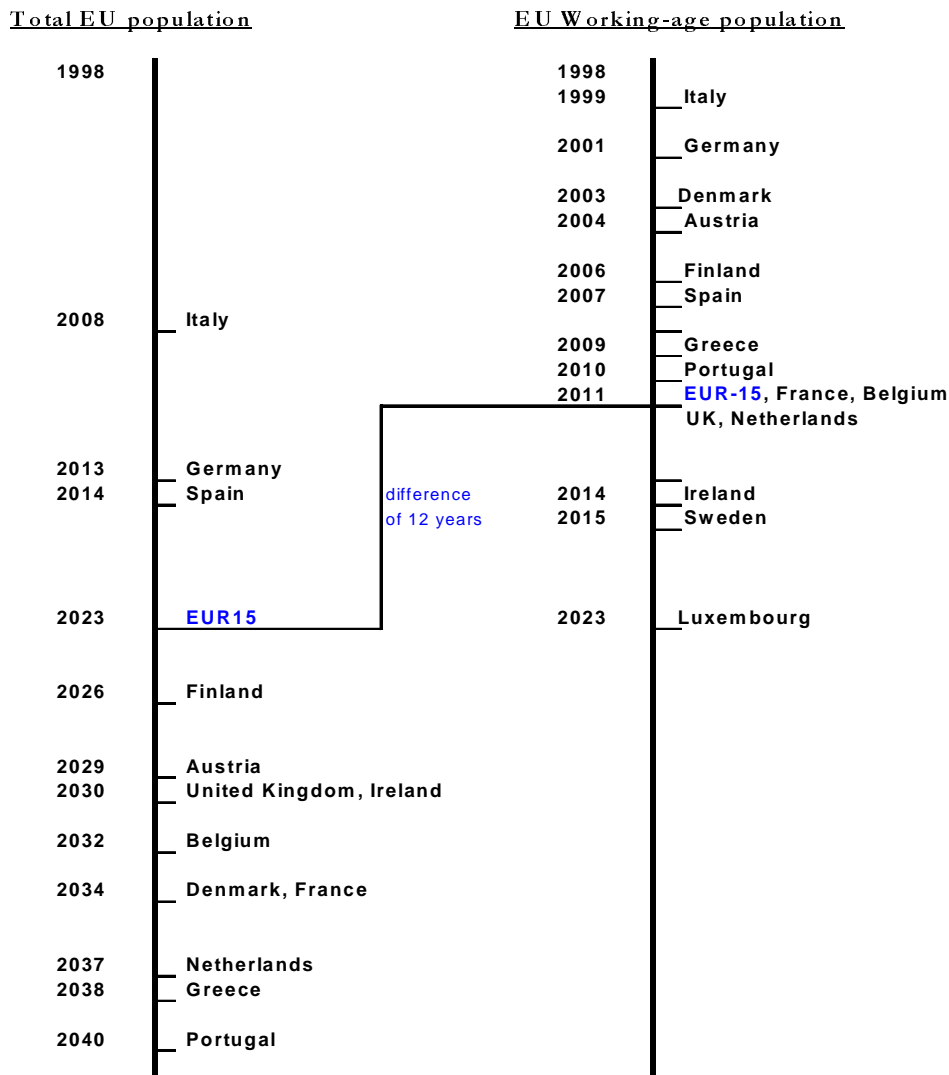 Total EU population
1998
2008 Italy
2013 Germany
2014 Spain
2023 EUR15
2026 Finland
2029 Austria
2030 United Kingdom, Ireland
2032 Belgium
2034 Denmark, France
2037 Netherlands
2038 Greece
2040 Portugal
difference
of 12 years
EU Working-age population
1998
1999 Italy
2001 Germany
2003 Denmark
2004 Austria
2006 Finland
2007 Spain
2009 Greece
2010 Portugal
2011 EUR-15, France, Belgium
UK, Netherlands
2014 Ireland
2015 Sweden
2023 Luxembourg